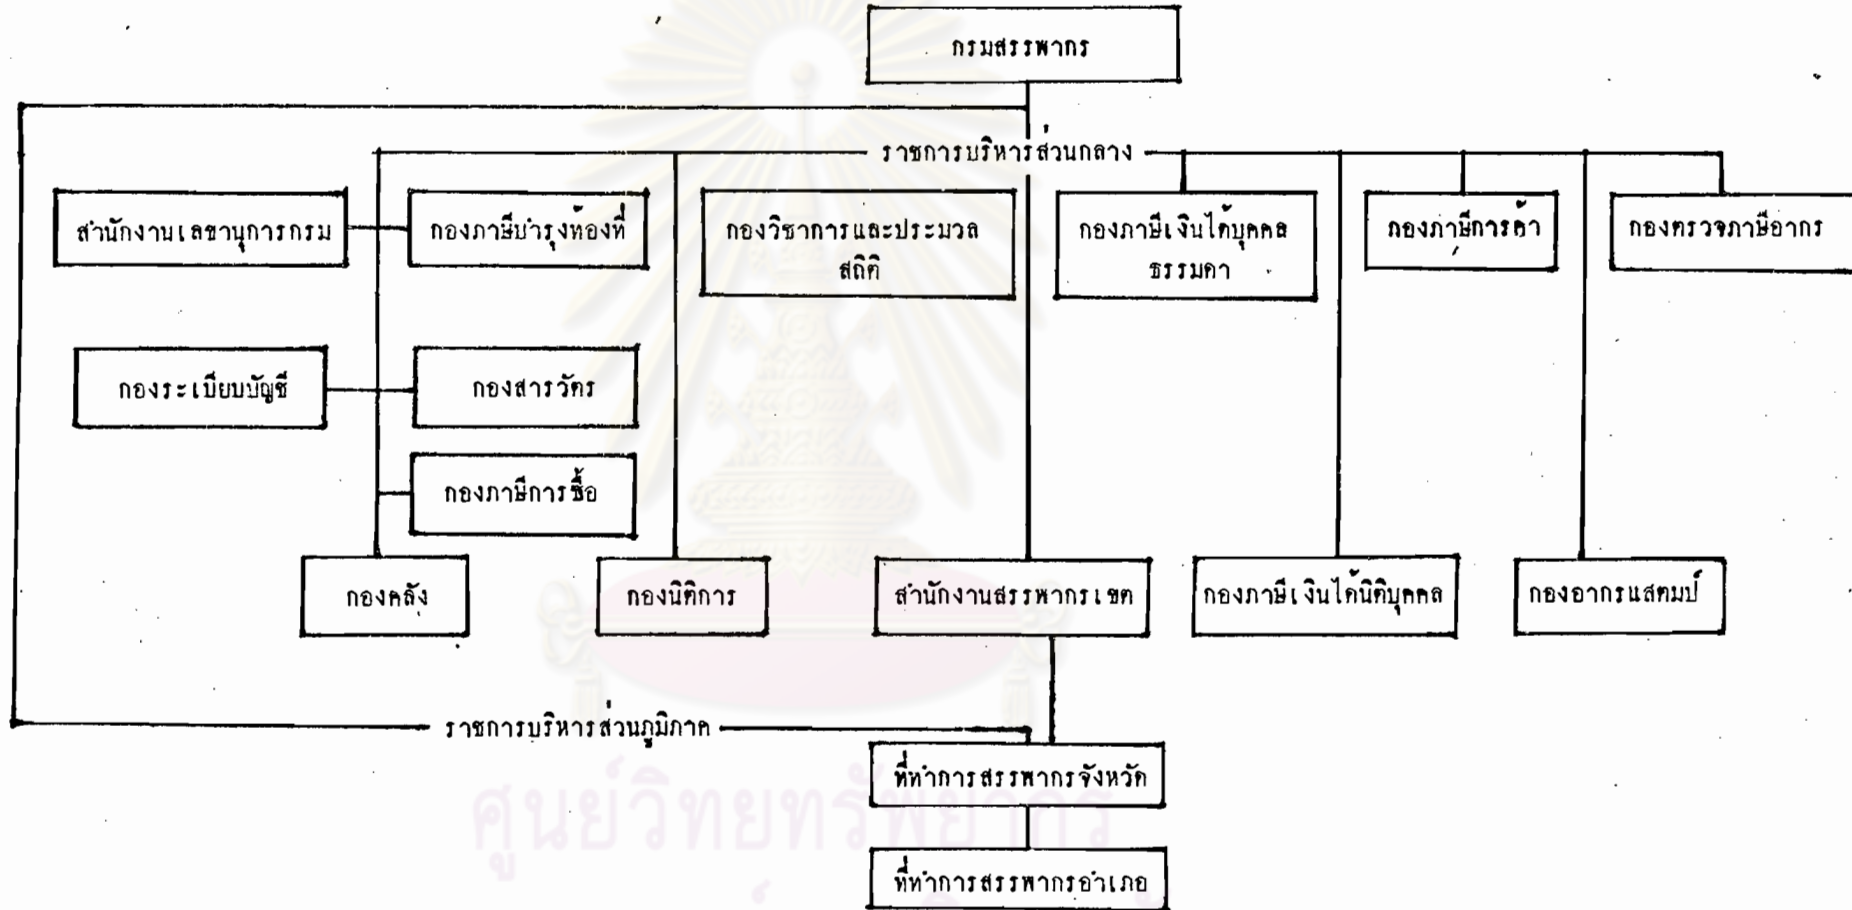 กรมสรรพากร
ราชการบริหารส่วนกลาง
สำนักงานเลขานุการกรม
กองภาษีบำรุงท้องที่
กองวิชาการและประมวล
สถิติ
กองภาษีเงินได้บุคคล
ธรรมดา
กองภาษีการค้า
กองตรวจภาษีอากร
กองระเบียบบัญชี
กองสารวัตร
กองภาษีการซื้อ
กองคลัง
กองนิติการ
สำนักงานสรรพากรเขต
กองภาษีเงินได้นิติบุคคล
กองอากรแสตมป์
ราชการบริหารส่วนภูมิภาค
ที่ทำการสรรพากรจังหวัด
ศูนย์วิทยทรัพยากร
ที่ทำการสรรพากรอำเภอ